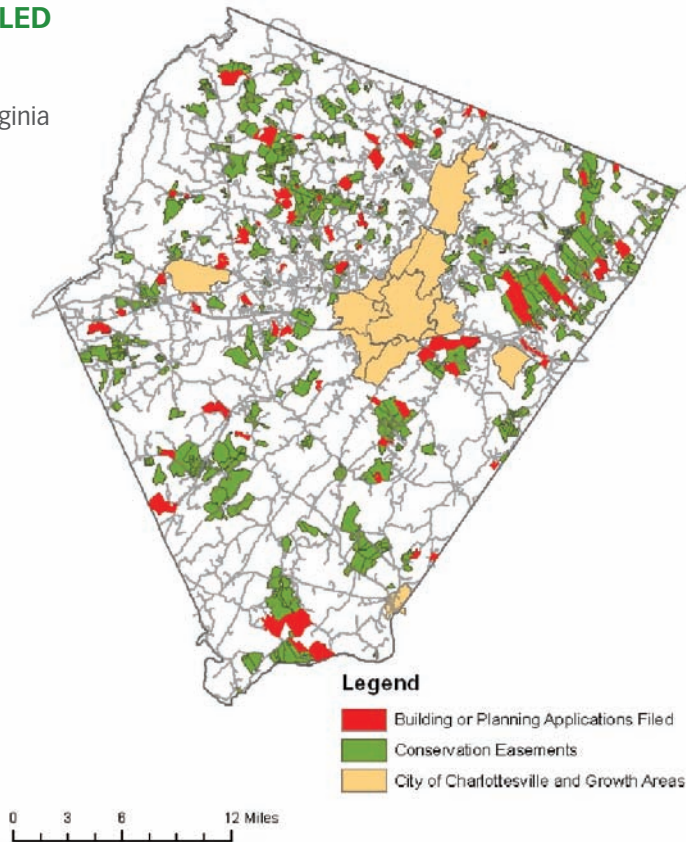 LED
ginia
Legend
Building or Planning Applications Filed
Conservation Easements
City of Charlottesville and Growth Areas
0 3 6 12 Miles